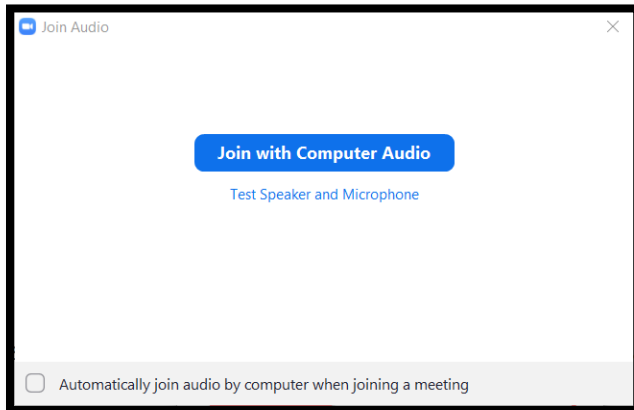 Join Audio
Join with Computer Audio
Test Speaker and Microphone
Automatically join audio by computer when joining a meeting